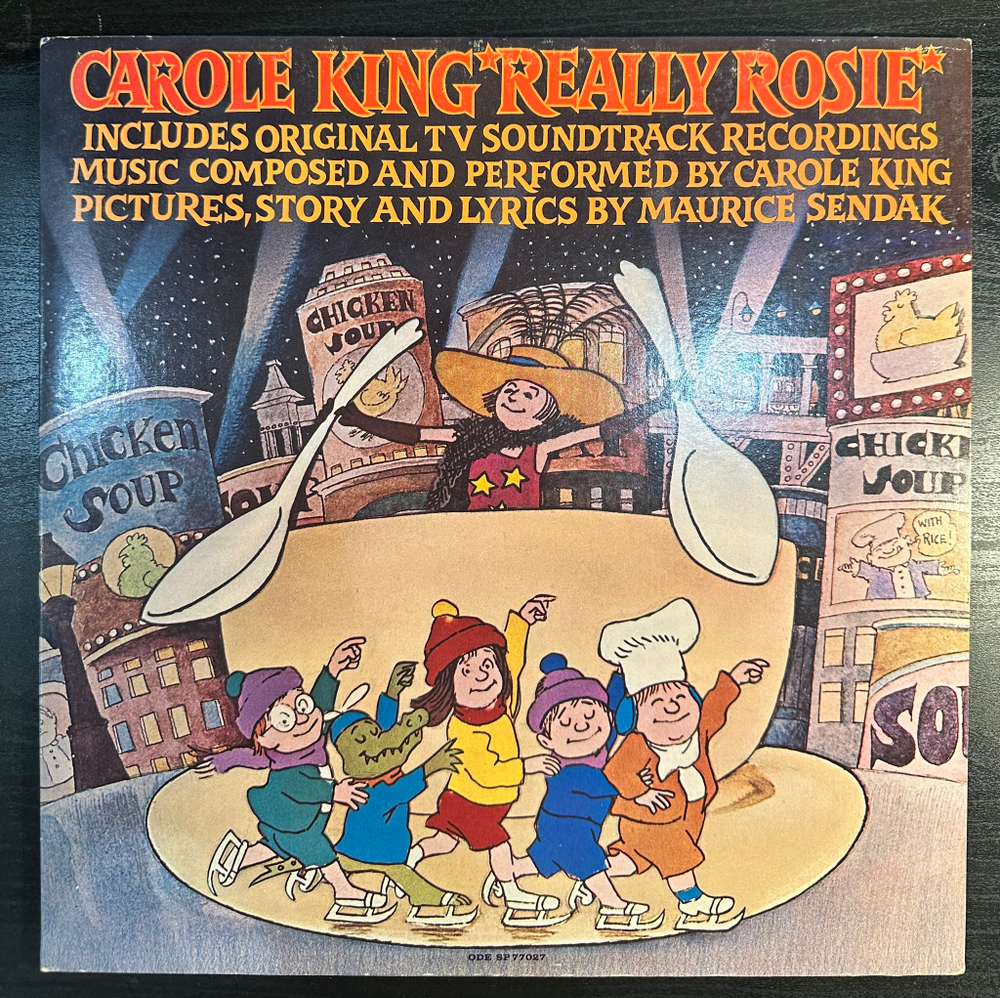 CAROLE KING*REALLY ROSIE*
INCLUDES ORIGINAL TV SOUNDTRACK RECORDINGS
MUSIC COMPOSED AND PERFORMED BY CAROLE KING
PICTURES, STORY AND LYRICS BY MAURICE SENDAK
CHICKEN
SOUP
CHICKEN
SOUP
SOU
CHICK
SOUP
WITH
RICE!
SO
ODE SP 77027